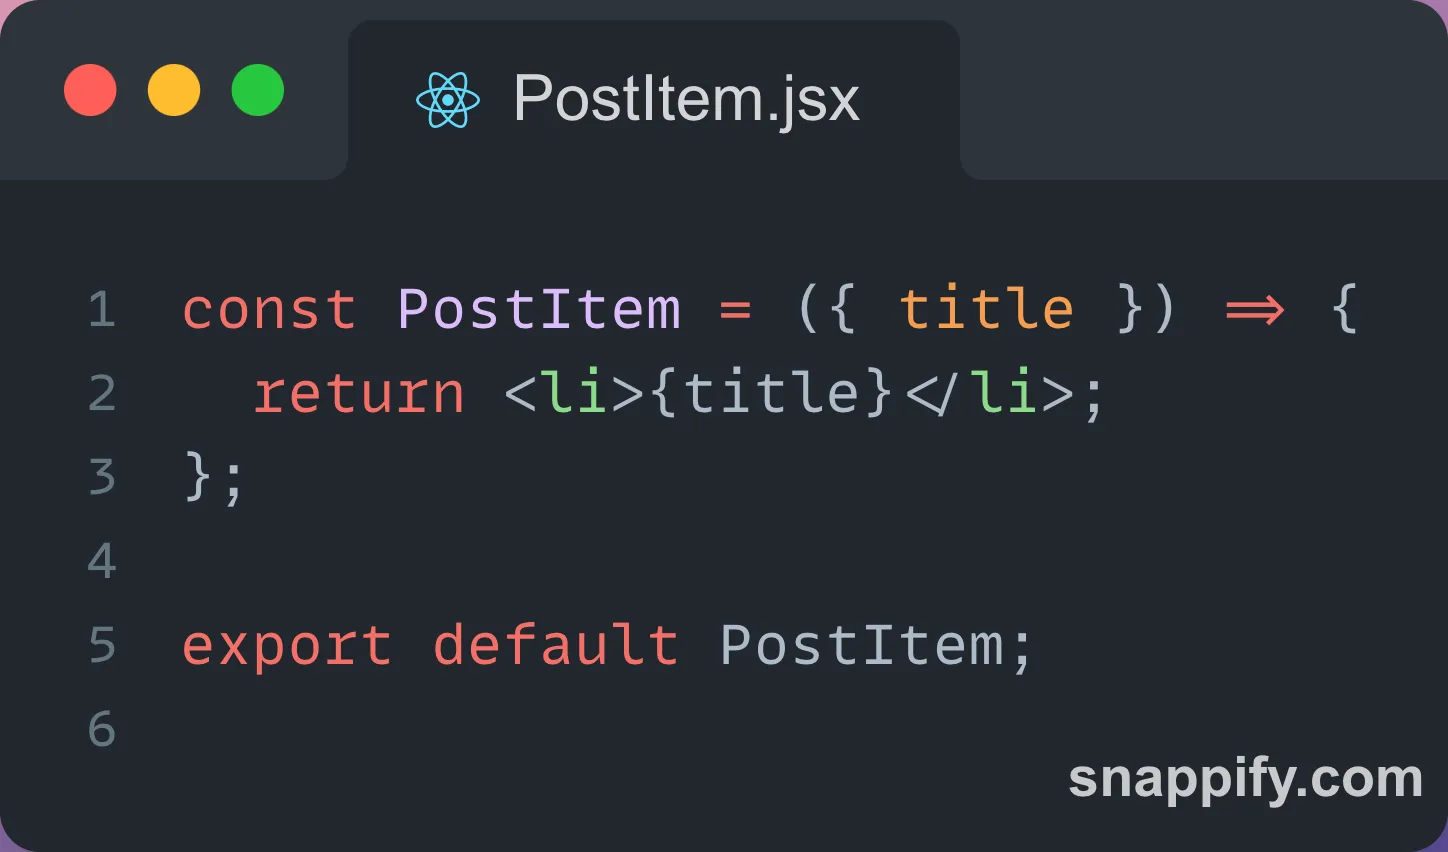 PostItem.jsx
1 const PostItem = ({ title }) => {
2   return <li>{title}</li>;
3 };
4
5 export default PostItem;
6
snappify.com